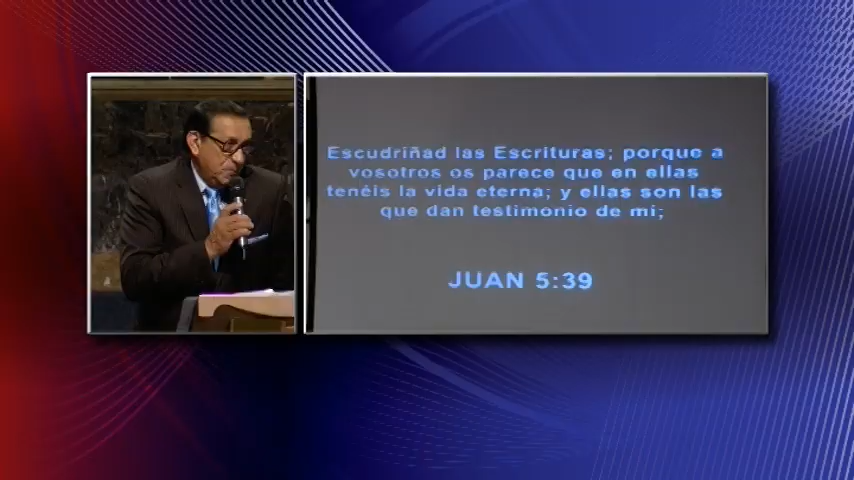 Escudriñad las Escrituras; porque a
vosotros os parece que en ellas
tenéis la vida eterna; y ellas son las
que dan testimonio de mí;
JUAN 5:39